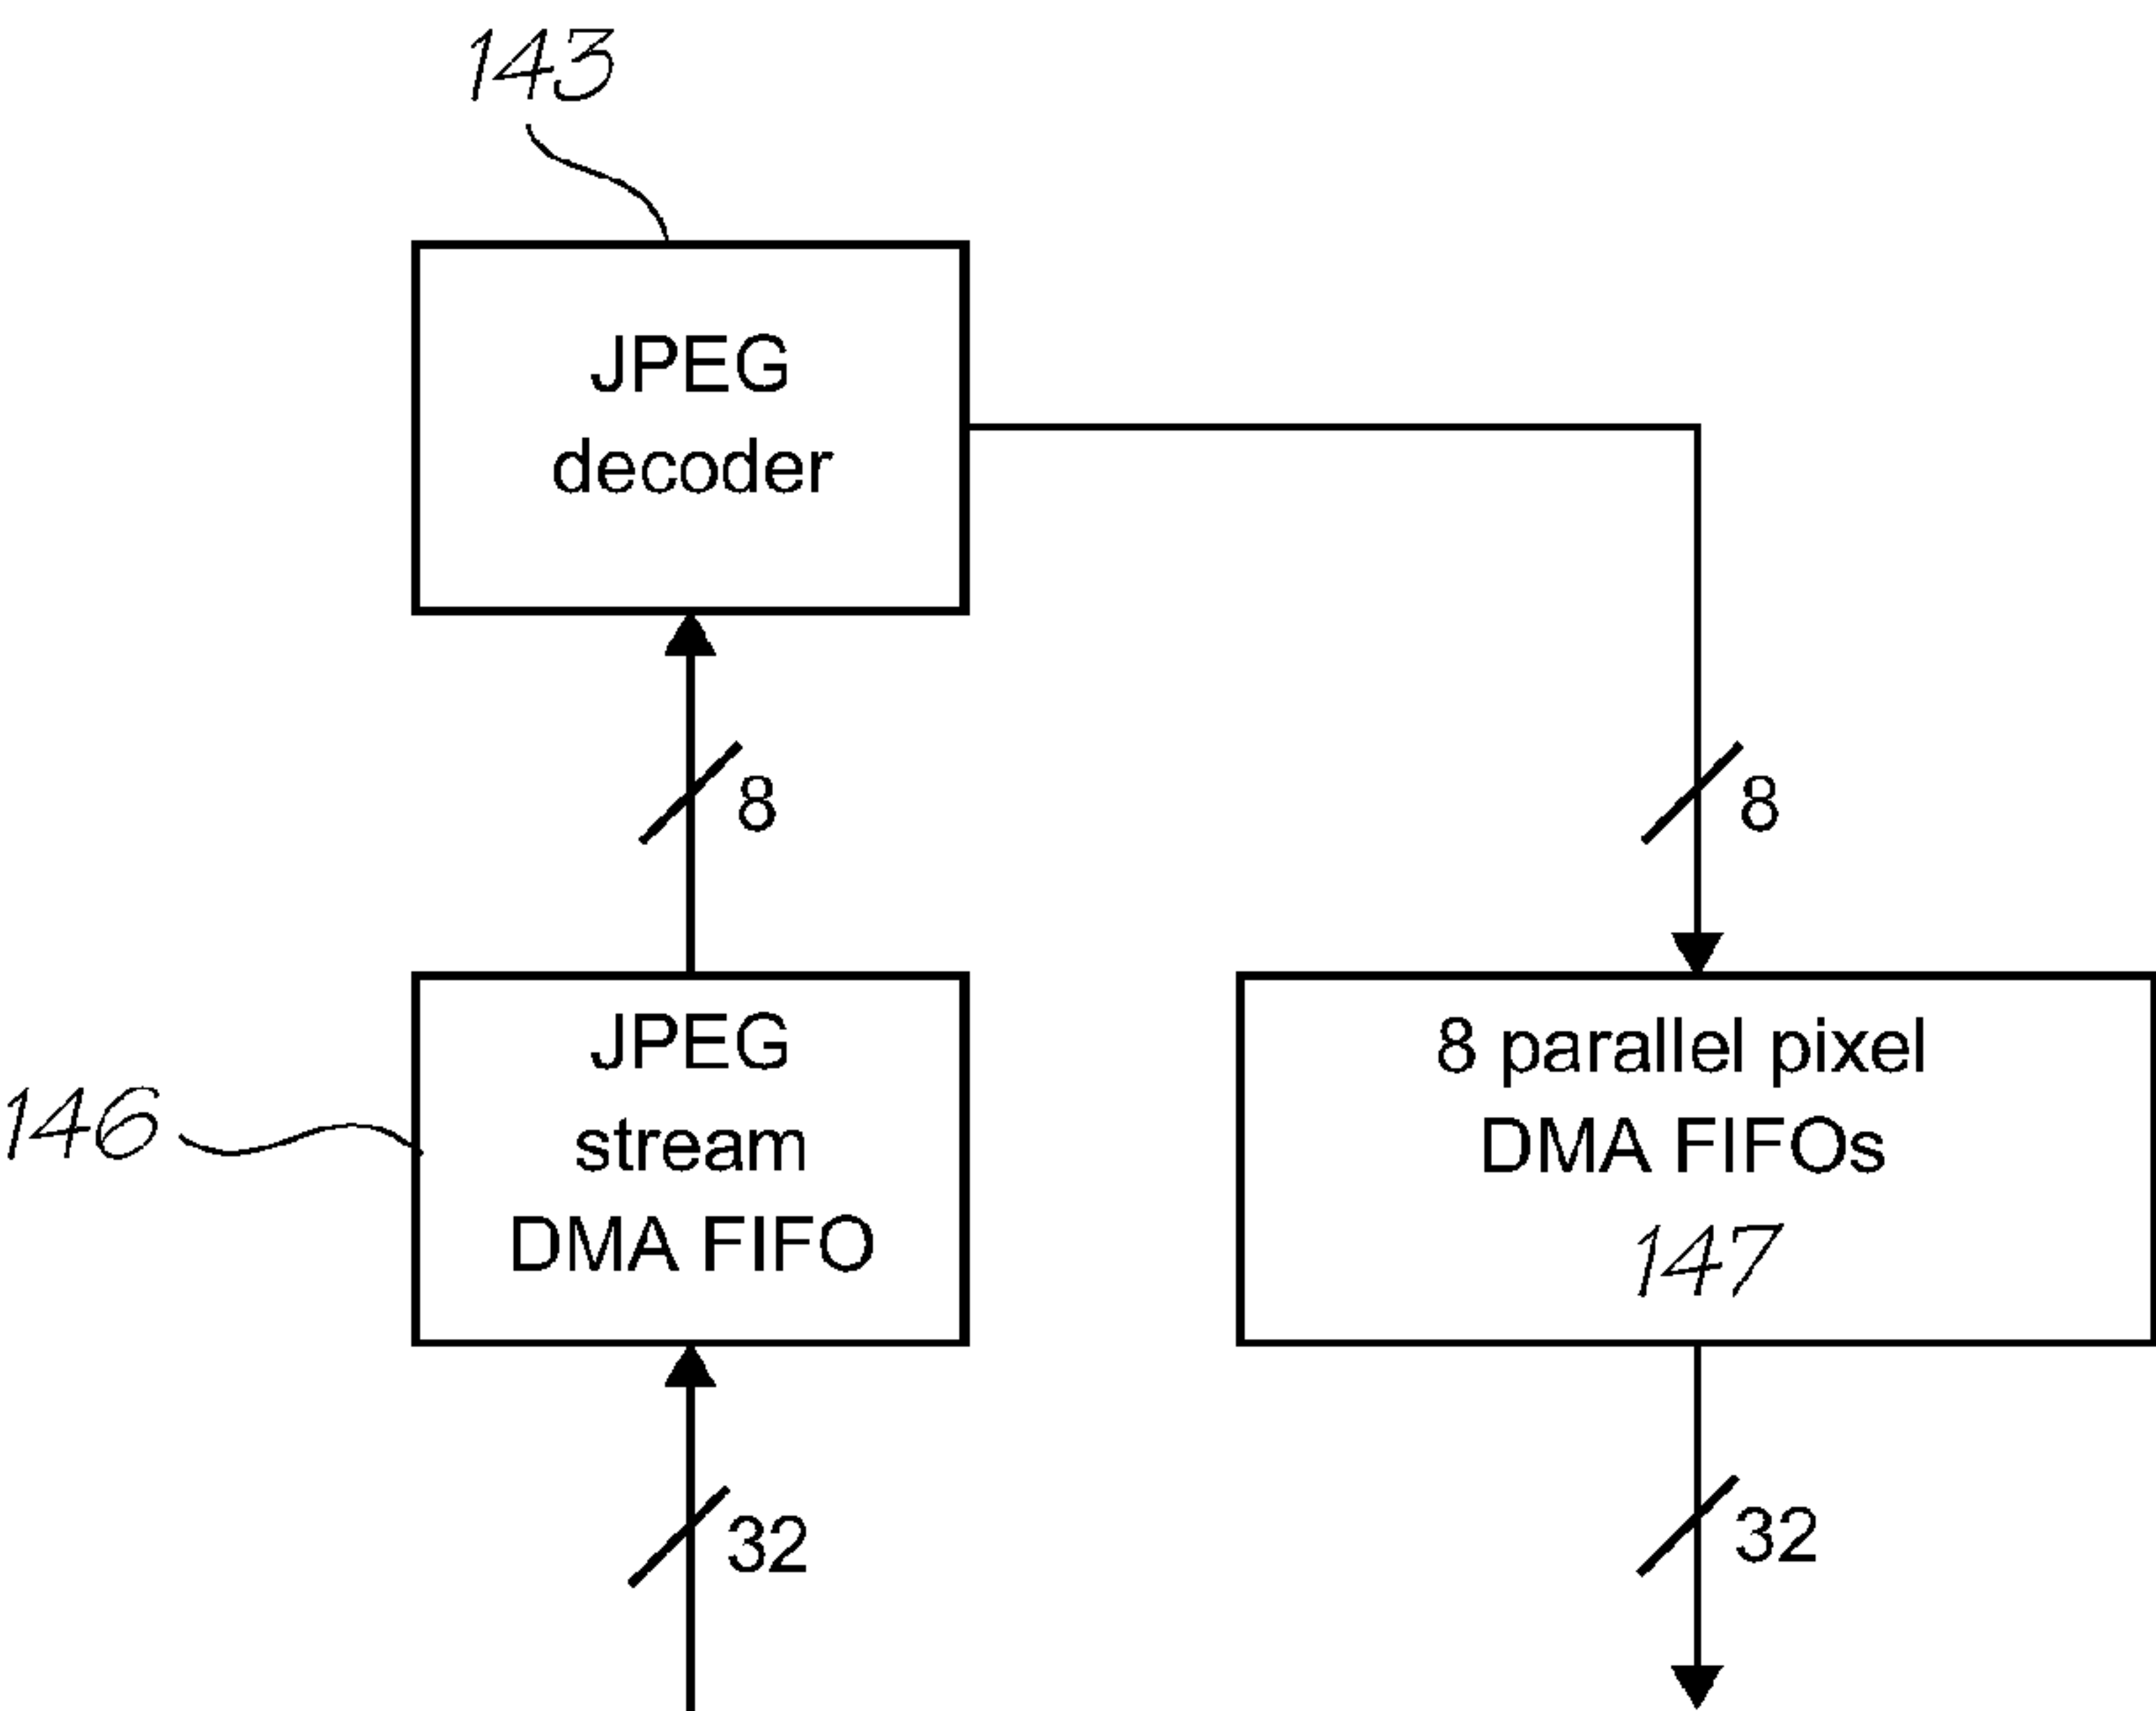 143
JPEG
decoder
8
8
JPEG
stream
DMA FIFO
146
8 parallel pixel
DMA FIFOs
147
32
32